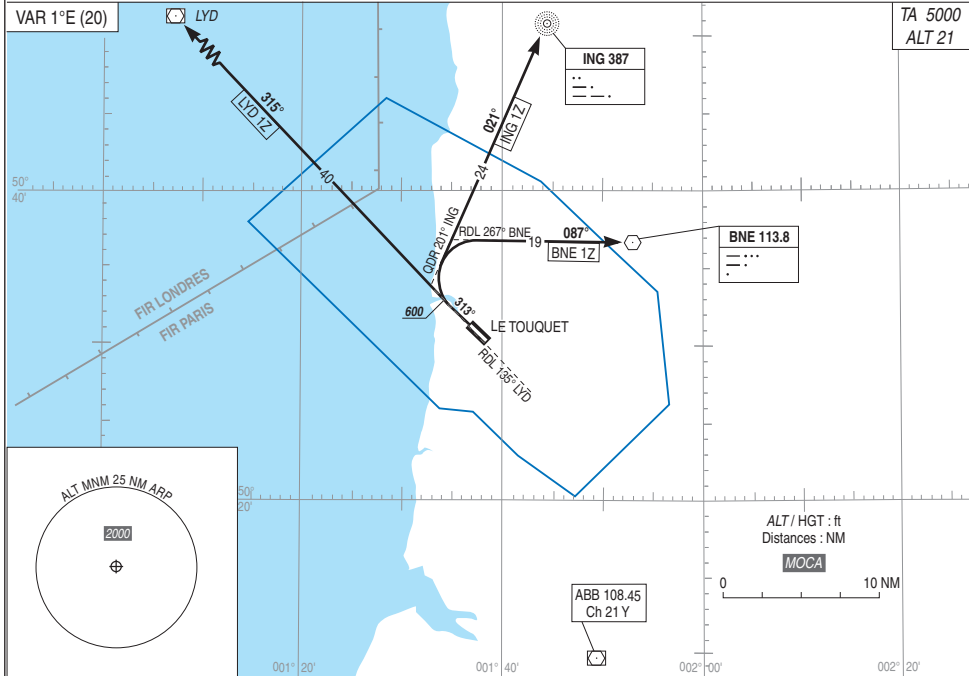 VAR 1°E (20)
LYD
TA 5000
ALT 21
ING 387
315°
LYD 1Z
021°
ING 1Z
40
24
50°
40'
QDR 201° ING
RDL 267° BNE
19
087°
BNE 1Z
BNE 113.8
FIR LONDRES
FIR PARIS
600
313°
LE TOUQUET
RDL 135° LYD
ALT MNM 25 NM ARP
2000
50°
20'
ALT / HGT : ft
Distances : NM
MOCA
0 10 NM
ABB 108.45
Ch 21 Y
001° 20'
001° 40'
002° 00'
002° 20'